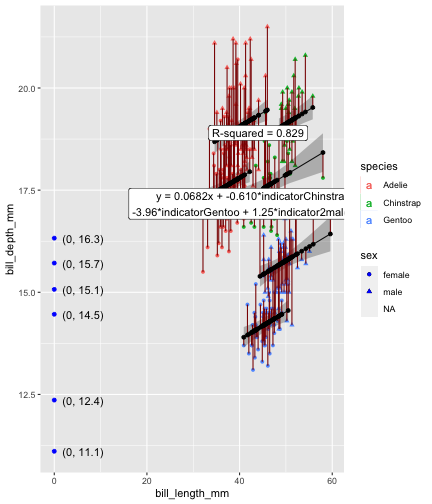 20.0
R-squared = 0.829
17.5
y = 0.0682x + -0.610*indicatorChinstra
-3.96*indicatorGentoo + 1.25*indicator2mal
(0, 16.3)
(0, 15.7)
15.0
(0, 15.1)
(0, 14.5)
12.5
(0, 12.4)
(0, 11.1)
0
20
40
60
bill_length_mm
bill_depth_mm
species
a Adelie
a Chinstrap
a Gentoo
sex
female
male
NA